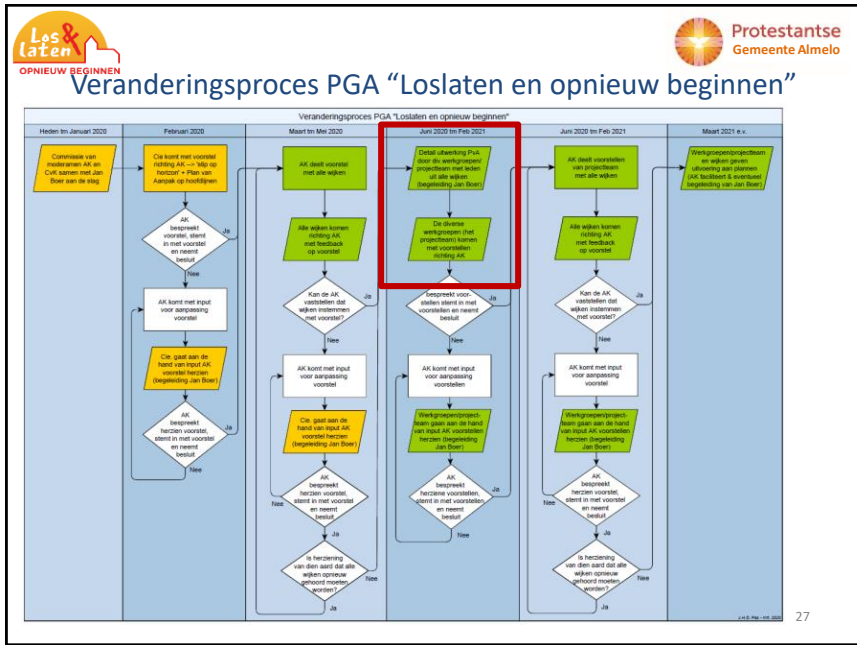 Los &
laten
OPNIEUW BEGINNEN
Protestantse
Gemeente Almelo
Veranderingsproces PGA “Loslaten en opnieuw beginnen”
Veranderingsproces PGA "Loslaten en opnieuw beginnen"
Heden tm Januari 2020
Commissie van
moderamen AK en
CvK samen met Jan
Boer aan de slag
Februari 2020
Cie komt met voorstel
richting AK --> 'stip op
horizon' + Plan van
Aanpak op hoofdlijnen
AK
bespreekt
voorstel, stemt
in met voorstel
en neemt
besluit
Ja
Nee
AK komt met input
voor aanpassing
voorstel
Cie. gaat aan de
hand van input AK
voorstel herzien
(begeleiding Jan Boer)
AK
bespreekt
herzien voorstel,
stemt in met voorstel
en neemt
besluit
Ja
Nee
Maart tm Mei 2020
AK deelt voorstel
met alle wijken
Alle wijken komen
richting AK
met feedback
op voorstel
Kan de AK
vaststellen dat
wijken instemmen
met voorstel?
Ja
Nee
AK komt met input
voor aanpassing
voorstel
Cie. gaat aan de
hand van input AK
voorstel herzien
(begeleiding Jan Boer)
AK
bespreekt
herzien voorstel,
stemt in met voorstel
en neemt
besluit
Nee
Ja
Is herziening
van dien aard dat alle
wijken opnieuw
gehoord moeten
worden?
Nee
Ja
Juni 2020 tm Feb 2021
Detail uitwerking PvA
door div werkgroepen/
projectteam met leden
uit alle wijken
(begeleiding Jan Boer)
De diverse
werkgroepen (het
projectteam) komen
met voorstellen
richting AK
bespreekt voor-
stellen stemt in met
voorstellen en neemt
besluit
Ja
Nee
AK komt met input
voor aanpassing
voorstellen
Werkgroepen/project-
team gaan aan de hand
van input AK voorstellen
herzien (begeleiding
Jan Boer)
AK
bespreekt
herziene voorstellen,
stemt in met voorstellen
en neemt
besluit
Ja
Nee
Juni 2020 tm Feb 2021
AK deelt voorstellen
van projectteam
met alle wijken
Alle wijken komen
richting AK
met feedback
op voorstel
Kan de AK
vaststellen dat
wijken instemmen
met voorstel?
Ja
Nee
AK komt met input
voor aanpassing
voorstel
Werkgroepen/project-
team gaan aan de hand
van input AK voorstellen
herzien (begeleiding
Jan Boer)
AK
bespreekt
herzien voorstel,
stemt in met voorstel
en neemt
besluit
Nee
Ja
Is herziening
van dien aard dat alle
wijken opnieuw
gehoord moeten
worden?
Nee
Ja
Maart 2021 e.v.
Werkgroepen/projectteam
en wijken geven
uitvoering aan plannen
(AK faciliteert & eventueel
begeleiding van Jan Boer)
27